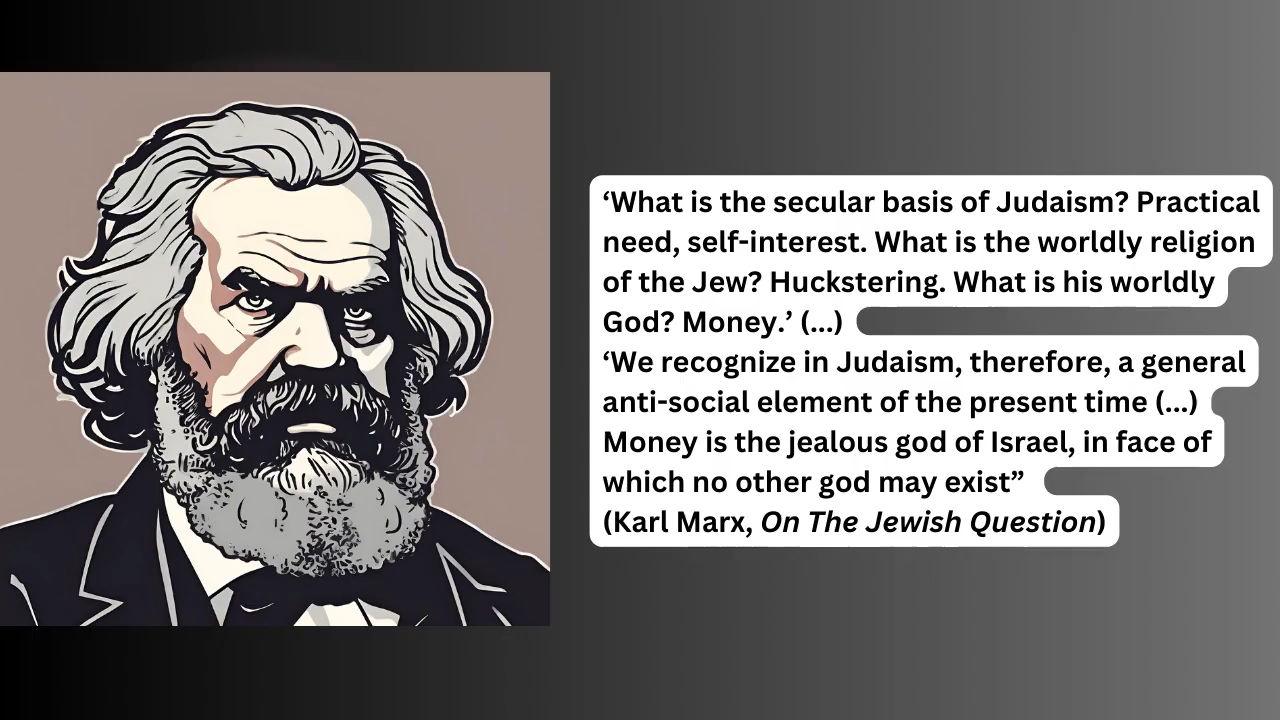 ‘What is the secular basis of Judaism? Practical
need, self-interest. What is the worldly religion
of the Jew? Huckstering. What is his worldly
God? Money.’ (...)
‘We recognize in Judaism, therefore, a general
anti-social element of the present time (...)
Money is the jealous god of Israel, in face of
which no other god may exist”
(Karl Marx, On The Jewish Question)